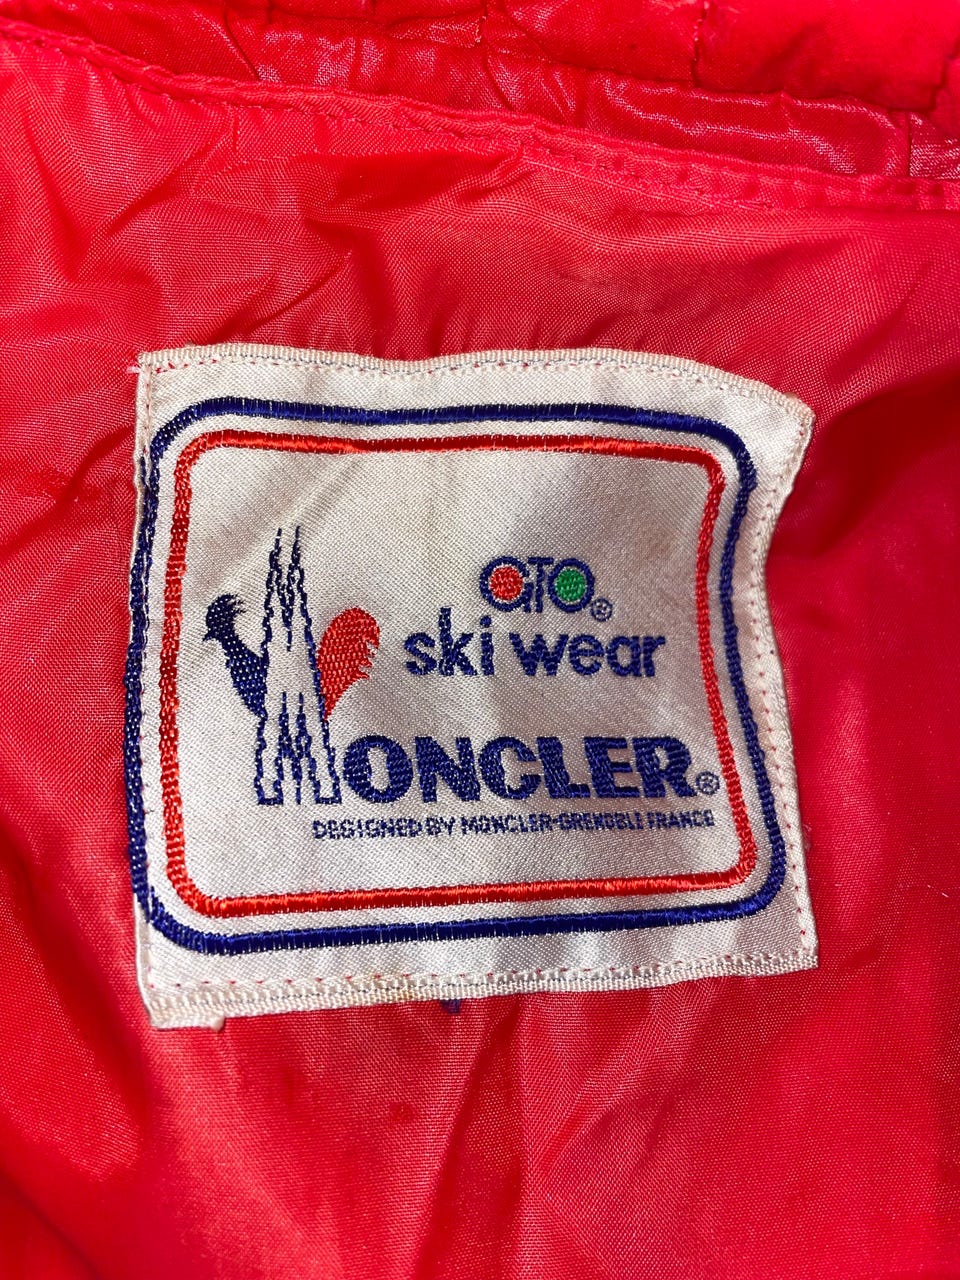 GTO®
ski wear
MONCLER®
DESIGNED BY MONCLER-GRENOBLE FRANCE